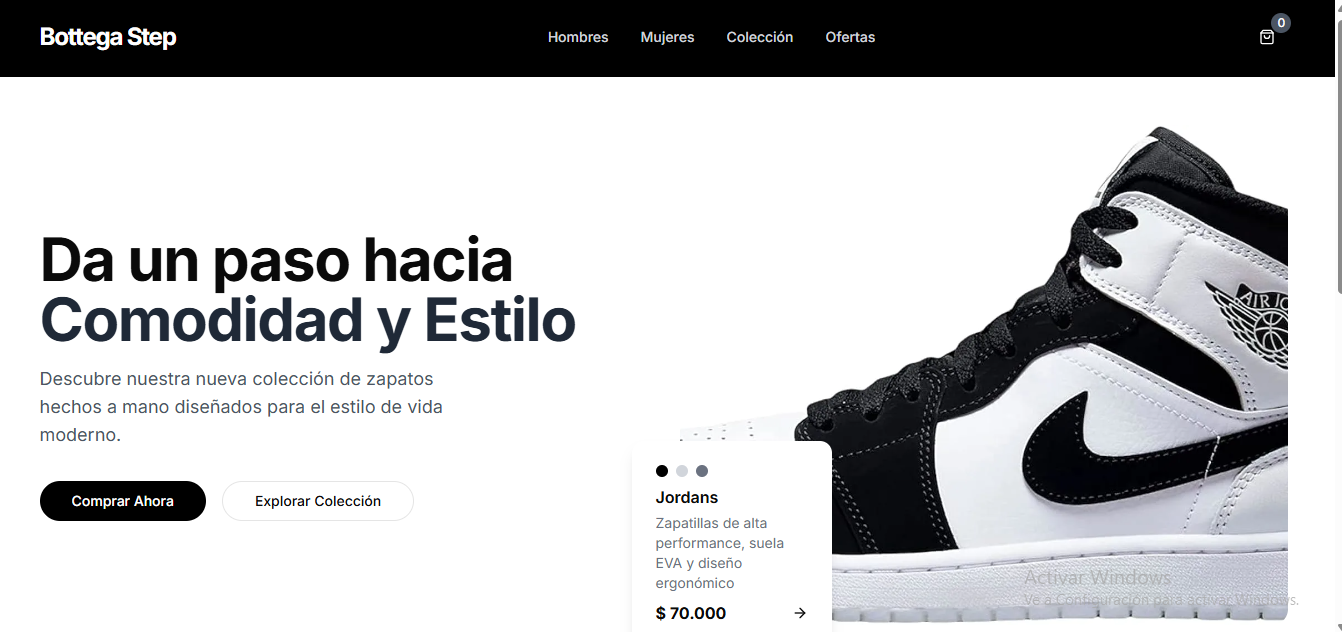 Bottega Step
Hombres
Mujeres
Colección
Ofertas
0
Da un paso hacia
Comodidad y Estilo
Descubre nuestra nueva colección de zapatos
hechos a mano diseñados para el estilo de vida
moderno.
Comprar Ahora
Explorar Colección
AIR JO
Jordans
Zapatillas de alta
performance, suela
EVA y diseño
ergonómico
$ 70.000
Activar Windows
Ve a Configuración para activar Windows.